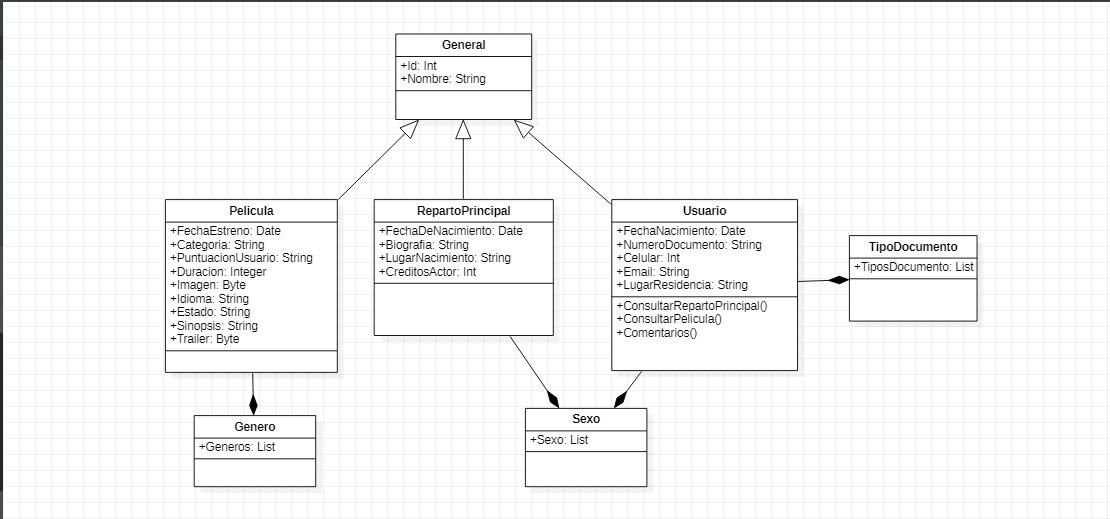 General
+Id: Int
+Nombre: String
Pelicula
+FechaEstreno: Date
+Categoria: String
+PuntuacionUsuario: String
+Duracion: Integer
+Imagen: Byte
+Idioma: String
+Estado: String
+Sinopsis: String
+Trailer: Byte
RepartoPrincipal
+FechaDeNacimiento: Date
+Biografia: String
+LugarNacimiento: String
+CreditosActor: Int
Usuario
+FechaNacimiento: Date
+NumeroDocumento: String
+Celular: Int
+Email: String
+LugarResidencia: String
+ConsultarRepartoPrincipal()
+ConsultarPelicula()
+Comentarios()
TipoDocumento
+TiposDocumento: List
Genero
+Generos: List
Sexo
+Sexo: List